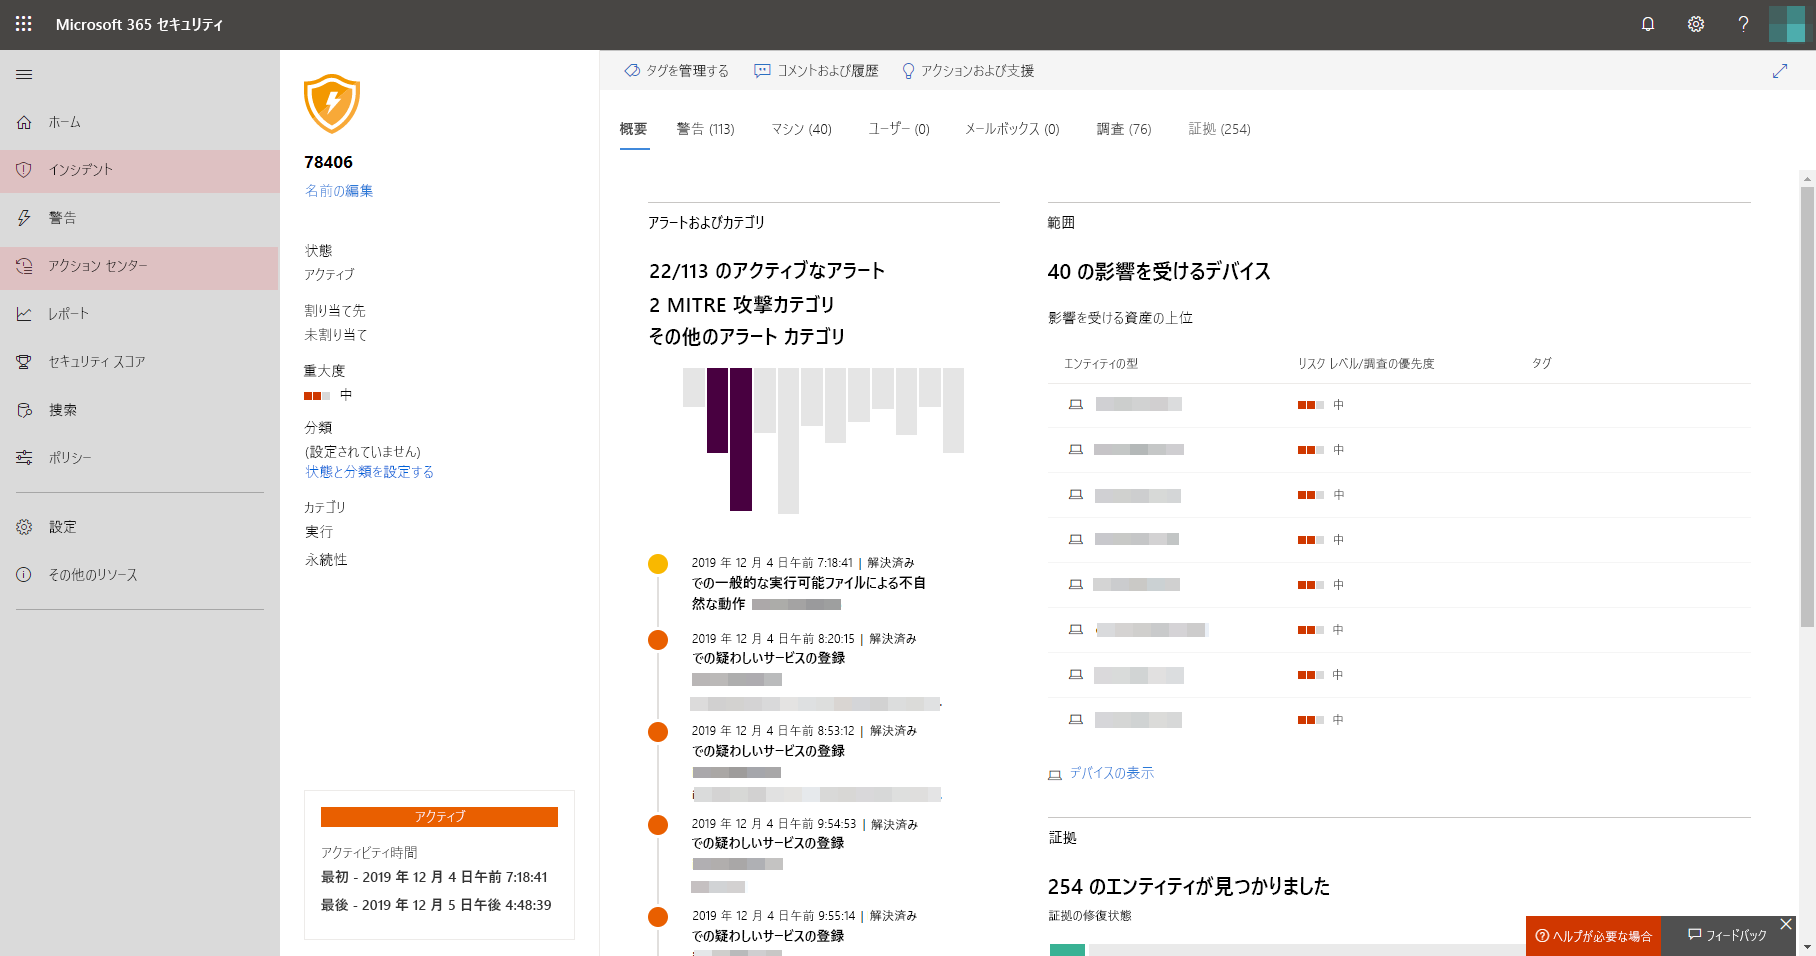 Microsoft 365 セキュリティ
ホーム
インシデント
警告
アクション センター
レポート
セキュリティ スコア
捜索
ポリシー
設定
その他のリソース
78406
名前の編集
状態
アクティブ
割り当て先
未割り当て
重大度
中
分類
(設定されていません)
状態と分類を設定する
カテゴリ
実行
永続性
アクティブ
アクティビティ時間
最初 - 2019 年 12 月 4 日午前 7:18:41
最後 - 2019 年 12 月 5 日午後 4:48:39
タグを管理する
コメントおよび履歴
アクションおよび支援
概要
警告 (113)
マシン (40)
ユーザー (0)
メールボックス (0)
調査 (76)
証拠 (254)
アラートおよびカテゴリ
22/113 のアクティブなアラート
2 MITRE 攻撃カテゴリ
その他のアラート カテゴリ
2019 年 12 月 4 日午前 7:18:41 | 解決済み
での一般的な実行可能ファイルによる不自
然な動作
2019 年 12 月 4 日午前 8:20:15 | 解決済み
での疑わしいサービスの登録
2019 年 12 月 4 日午前 8:53:12 | 解決済み
での疑わしいサービスの登録
2019 年 12 月 4 日午前 9:54:53 | 解決済み
での疑わしいサービスの登録
2019 年 12 月 4 日午前 9:55:14 | 解決済み
での疑わしいサービスの登録
範囲
40 の影響を受けるデバイス
影響を受ける資産の上位
エンティティの型
リスク レベル/調査の優先度
タグ
中
中
中
中
中
中
中
中
デバイスの表示
証拠
254 のエンティティが見つかりました
証拠の修復状態
ヘルプが必要な場合
フィードバック